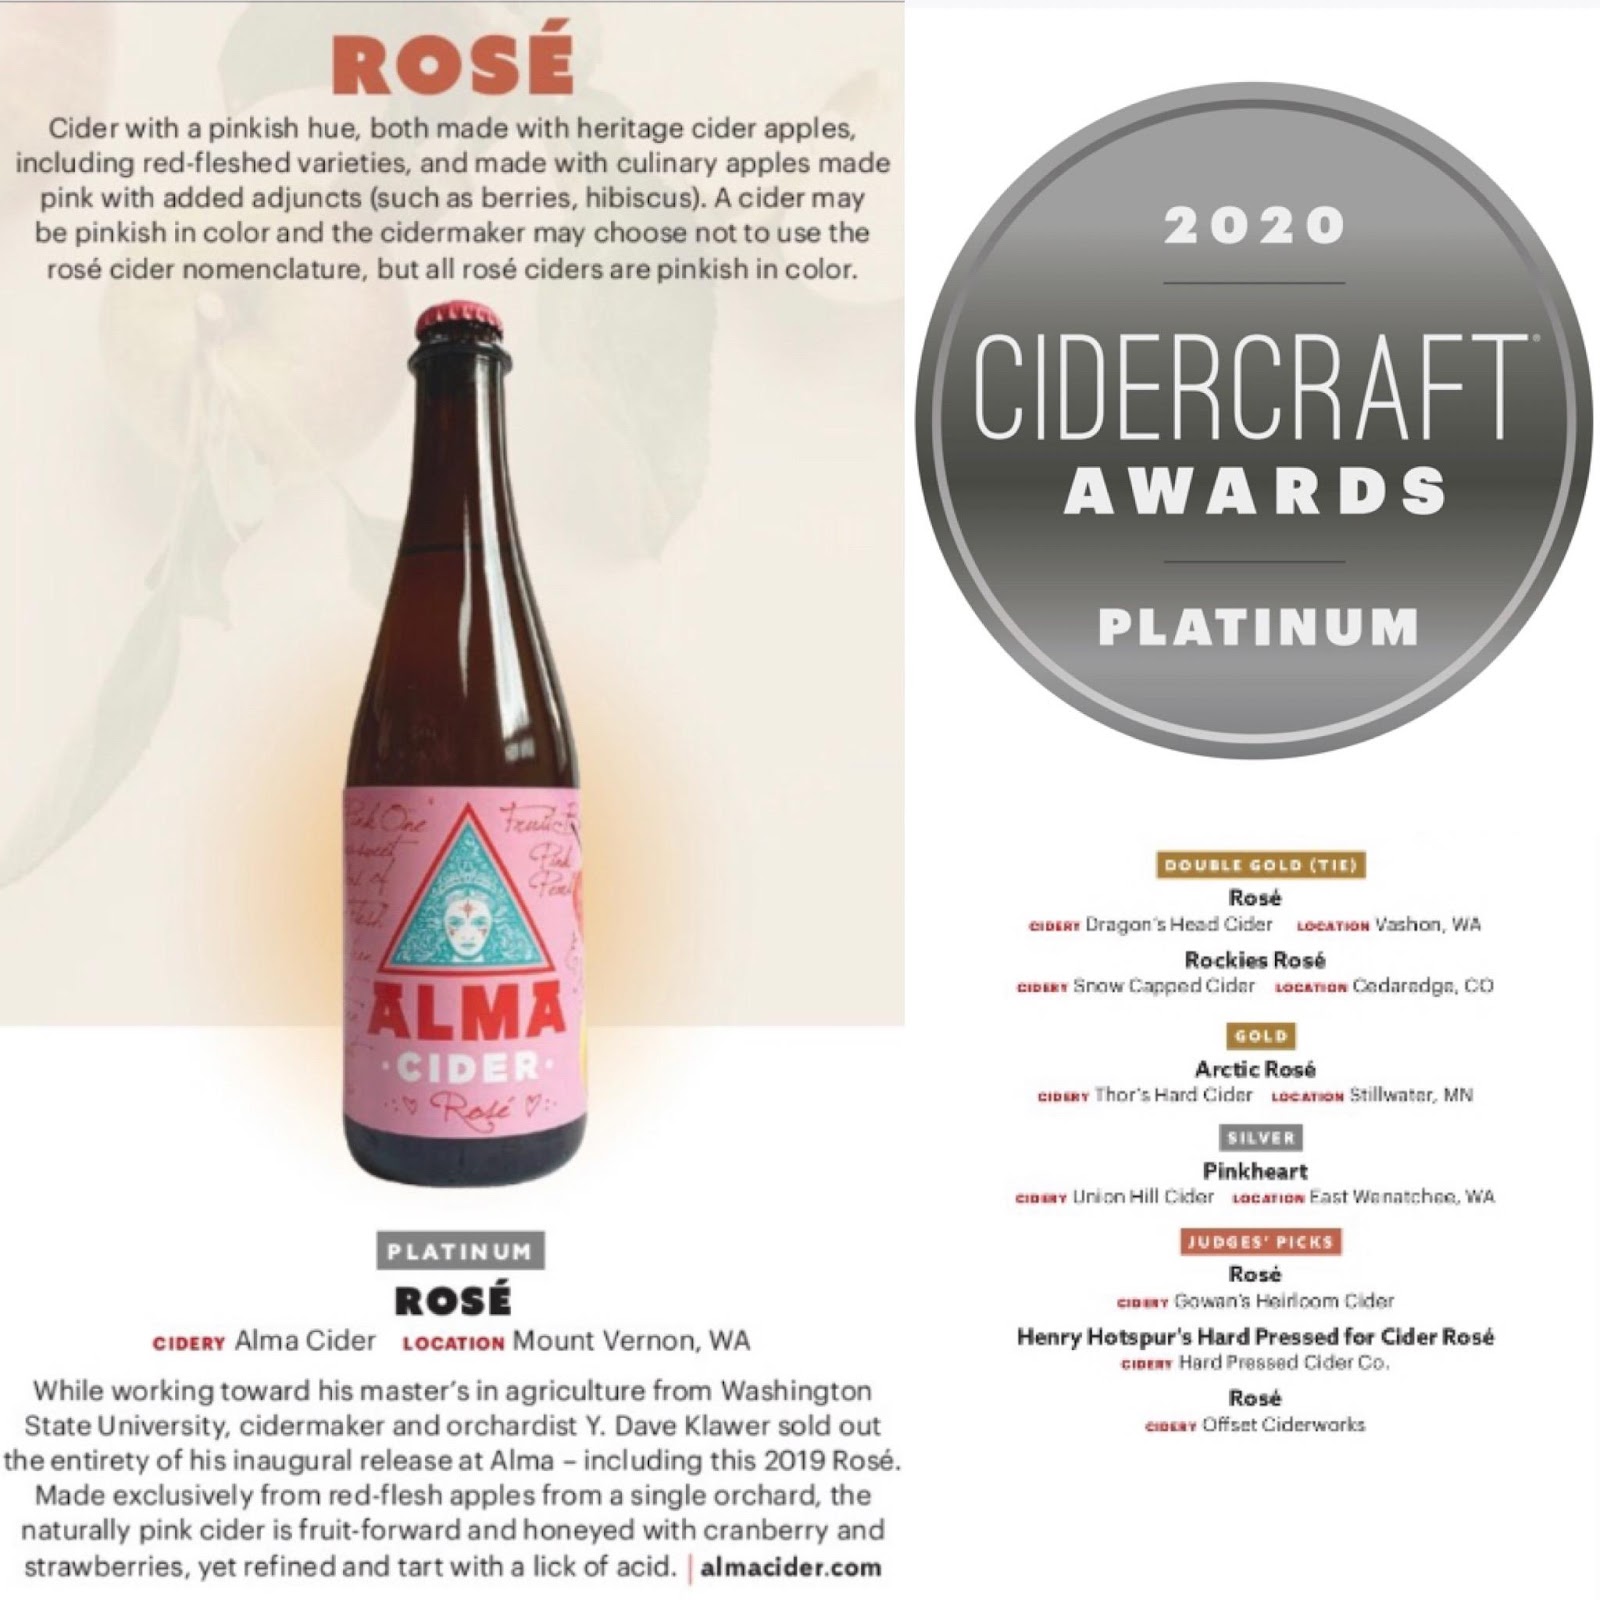 ROSÉ
Cider with a pinkish hue, both made with heritage cider apples,
including red-fleshed varieties, and made with culinary apples made
pink with added adjuncts (such as berries, hibiscus). A cider may
be pinkish in color and the cidermaker may choose not to use the
rosé cider nomenclature, but all rosé ciders are pinkish in color.
Pink One
Fruit
Pink
Pearl
ALMA
·CIDER·
Rosé
PLATINUM
ROSÉ
CIDERY Alma Cider LOCATION Mount Vernon, WA
While working toward his master's in agriculture from Washington
State University, cidermaker and orchardist Y. Dave Klawer sold out
the entirety of his inaugural release at Alma – including this 2019 Rosé.
Made exclusively from red-flesh apples from a single orchard, the
naturally pink cider is fruit-forward and honeyed with cranberry and
strawberries, yet refined and tart with a lick of acid. | almacider.com
2020
CIDERCRAFT®
AWARDS
PLATINUM
DOUBLE GOLD (TIE)
Rosé
CIDERY Dragon's Head Cider LOCATION Vashon, WA
Rockies Rosé
CIDERY Snow Capped Cider LOCATION Cedaredge, CO
GOLD
Arctic Rosé
CIDERY Thor's Hard Cider LOCATION Stillwater, MN
SILVER
Pinkheart
CIDERY Union Hill Cider LOCATION East Wenatchee, WA
JUDGES' PICKS
Rosé
CIDERY Gowan's Heirloom Cider
Henry Hotspur's Hard Pressed for Cider Rosé
CIDERY Hard Pressed Cider Co.
Rosé
CIDERY Offset Ciderworks